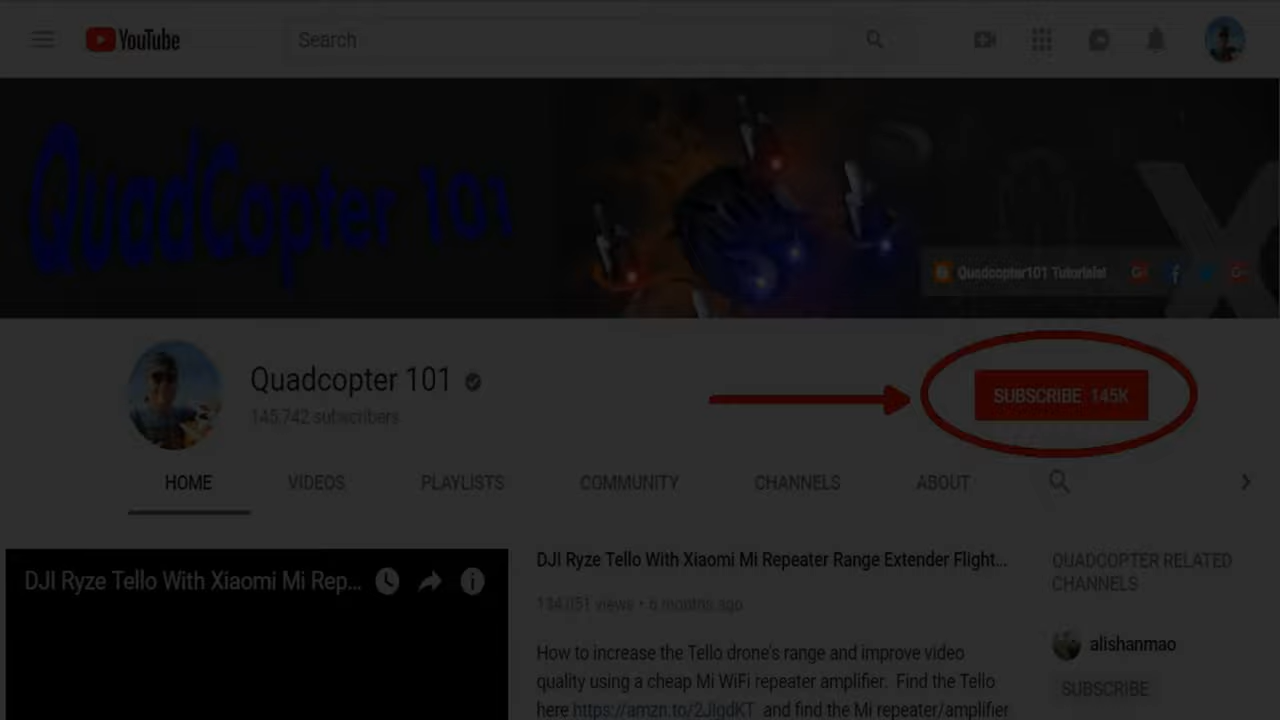 YouTube
Search
QuadCopter 101
Quadcopter101 Tutorials!
Quadcopter 101
145,742 subscribers
SUBSCRIBE 145K
HOME VIDEOS PLAYLISTS COMMUNITY CHANNELS ABOUT
DJI Ryze Tello With Xiaomi Mi Rep...
DJI Ryze Tello With Xiaomi Mi Repeater Range Extender Flight...
134,051 views • 6 months ago
How to increase the Tello drone's range and improve video
quality using a cheap Mi WiFi repeater amplifier. Find the Tello
here https://amzn.to/2JIgdKT and find the Mi repeater/amplifier
QUADCOPTER RELATED
CHANNELS
alishanmao
SUBSCRIBE